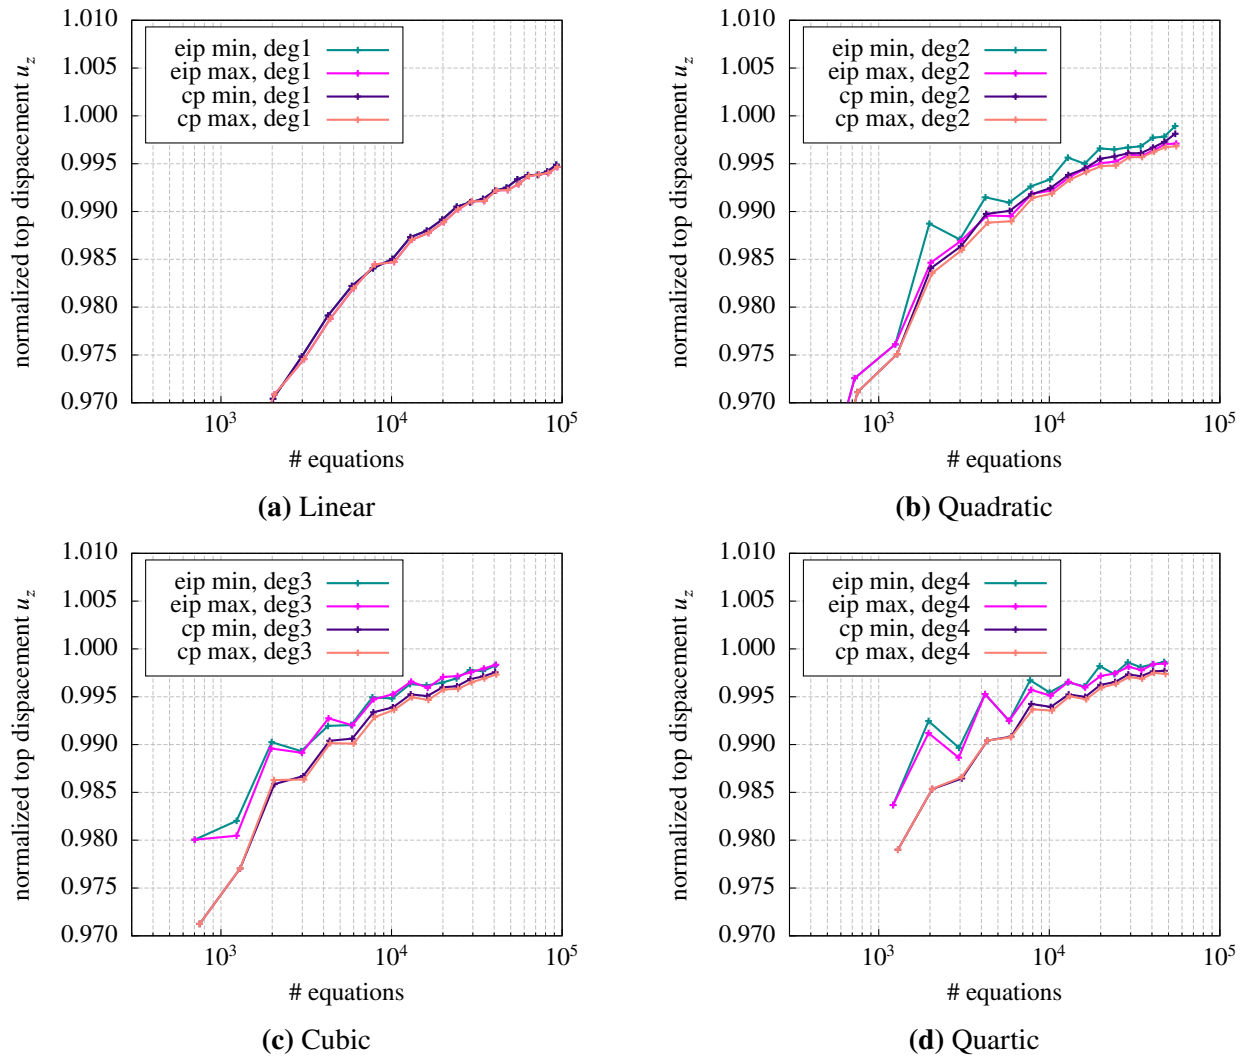 1.010
1.005
1.000
0.995
0.990
0.985
0.980
0.975
0.970
normalized top displacement u_z
eip min, deg1
eip max, deg1
cp min, deg1
cp max, deg1
10^3
10^4
10^5
# equations
(a) Linear
1.010
1.005
1.000
0.995
0.990
0.985
0.980
0.975
0.970
normalized top displacement u_z
eip min, deg2
eip max, deg2
cp min, deg2
cp max, deg2
10^3
10^4
10^5
# equations
(b) Quadratic
1.010
1.005
1.000
0.995
0.990
0.985
0.980
0.975
0.970
normalized top displacement u_z
eip min, deg3
eip max, deg3
cp min, deg3
cp max, deg3
10^3
10^4
10^5
# equations
(c) Cubic
1.010
1.005
1.000
0.995
0.990
0.985
0.980
0.975
0.970
normalized top displacement u_z
eip min, deg4
eip max, deg4
cp min, deg4
cp max, deg4
10^3
10^4
10^5
# equations
(d) Quartic